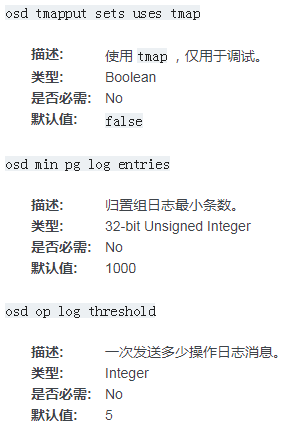 osd tmapput sets uses tmap
描述: 使用 tmap ，仅用于调试。
类型: Boolean
是否必需: No
默认值: false
osd min pg log entries
描述: 归置组日志最小条数。
类型: 32-bit Unsigned Integer
是否必需: No
默认值: 1000
osd op log threshold
描述: 一次发送多少操作日志消息。
类型: Integer
是否必需: No
默认值: 5